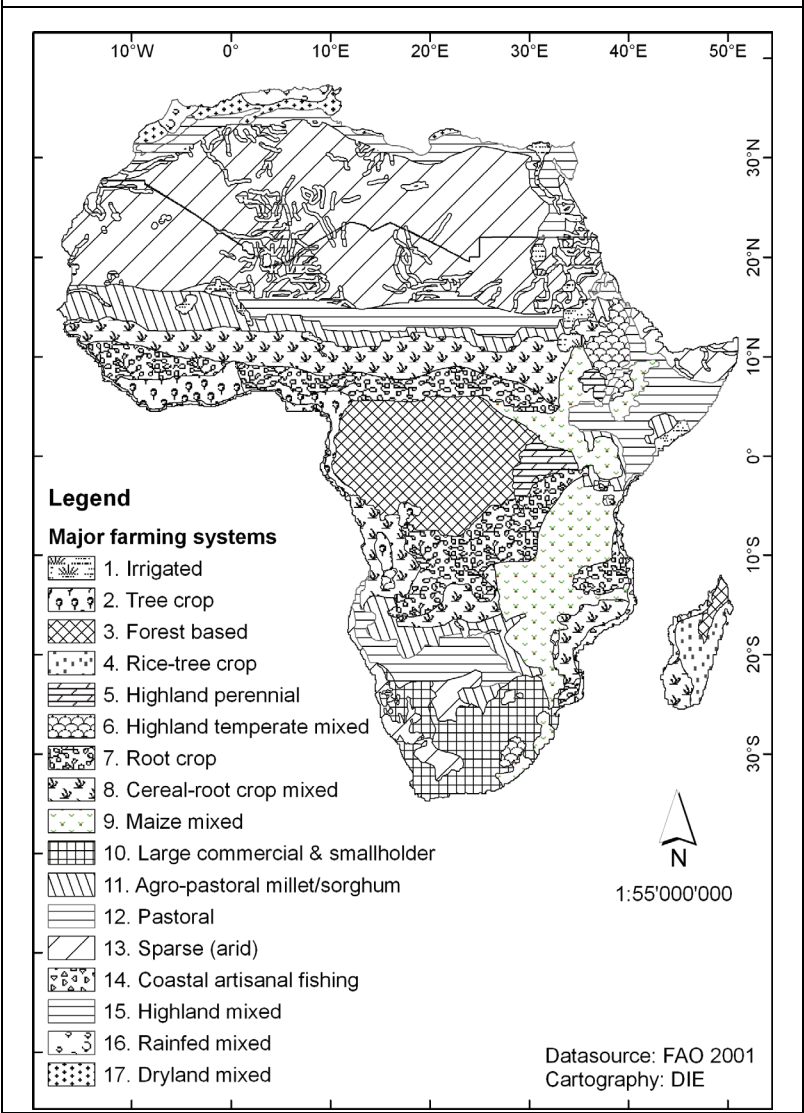 10°W 0° 10°E 20°E 30°E 40°E 50°E
30°N
20°N
10°N
0°
10°S
20°S
30°S
Legend
Major farming systems
1. Irrigated
2. Tree crop
3. Forest based
4. Rice-tree crop
5. Highland perennial
6. Highland temperate mixed
7. Root crop
8. Cereal-root crop mixed
9. Maize mixed
10. Large commercial & smallholder
11. Agro-pastoral millet/sorghum
12. Pastoral
13. Sparse (arid)
14. Coastal artisanal fishing
15. Highland mixed
16. Rainfed mixed
17. Dryland mixed
N
1:55'000'000
Datasource: FAO 2001
Cartography: DIE